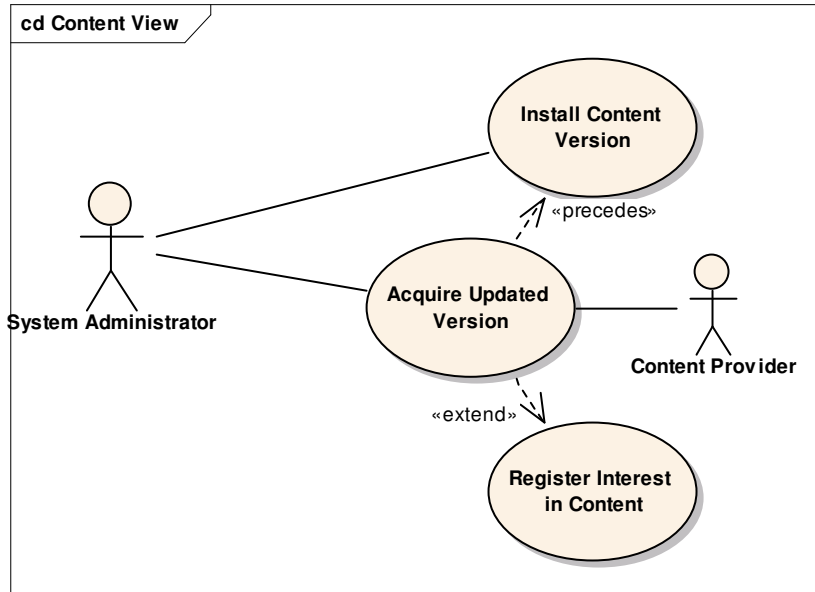 cd Content View
Install Content
Version
«precedes»
Acquire Updated
Version
System Administrator
Content Provider
«extend»
Register Interest
in Content